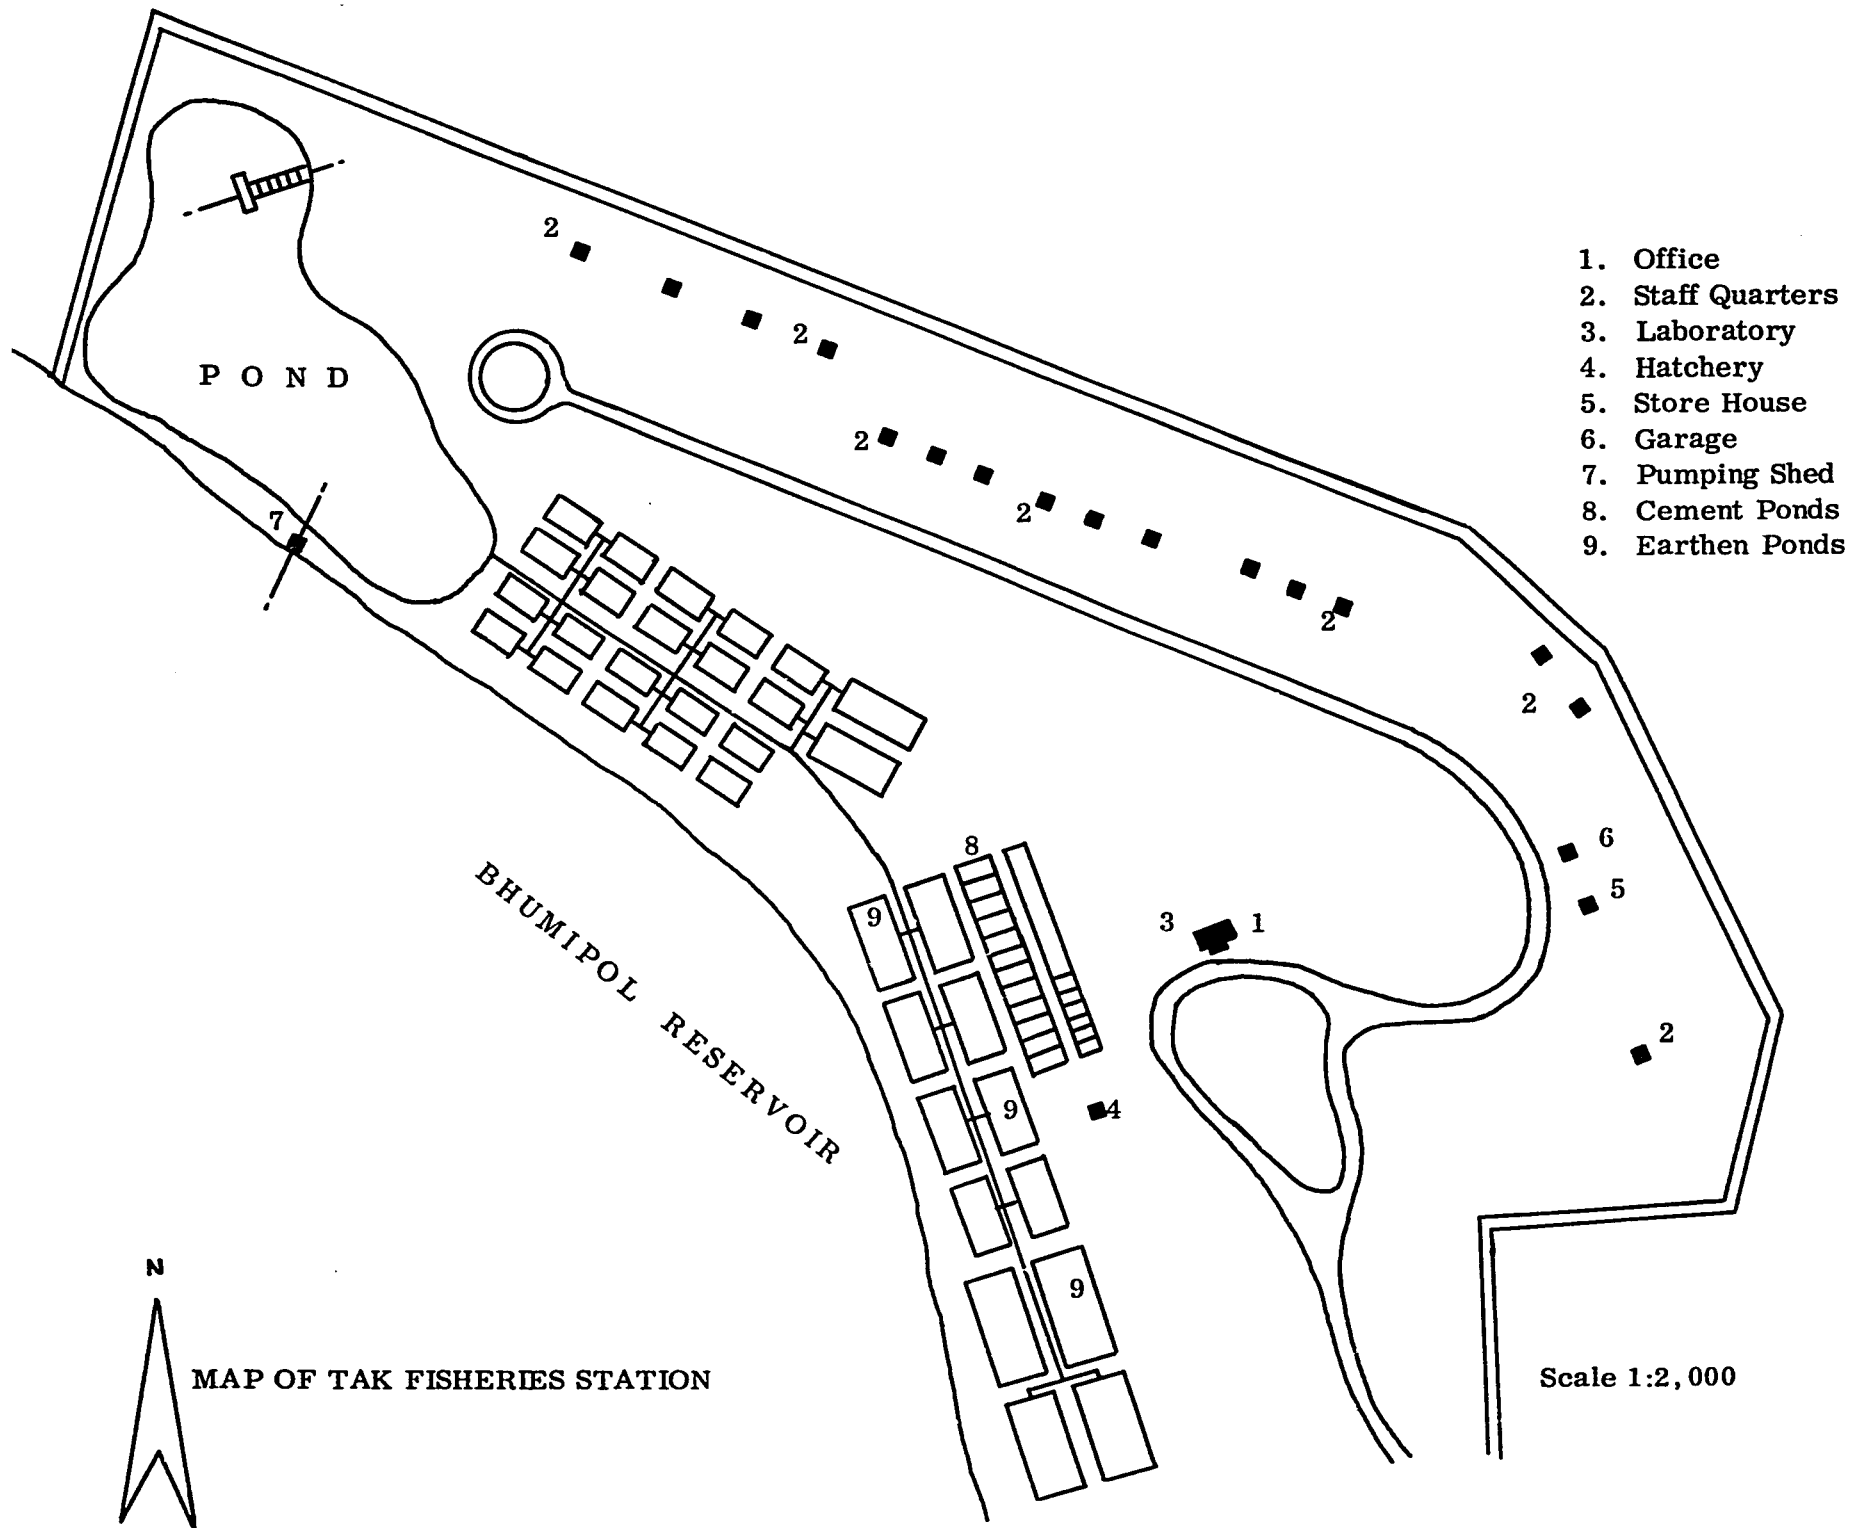 2
1. Office
2. Staff Quarters
3. Laboratory
4. Hatchery
5. Store House
6. Garage
7. Pumping Shed
8. Cement Ponds
9. Earthen Ponds
2
POND
2
2
7
2
2
6
8
5
9
3
1
BHUMIPOL RESERVOIR
2
9
4
N
9
MAP OF TAK FISHERIES STATION
Scale 1:2,000